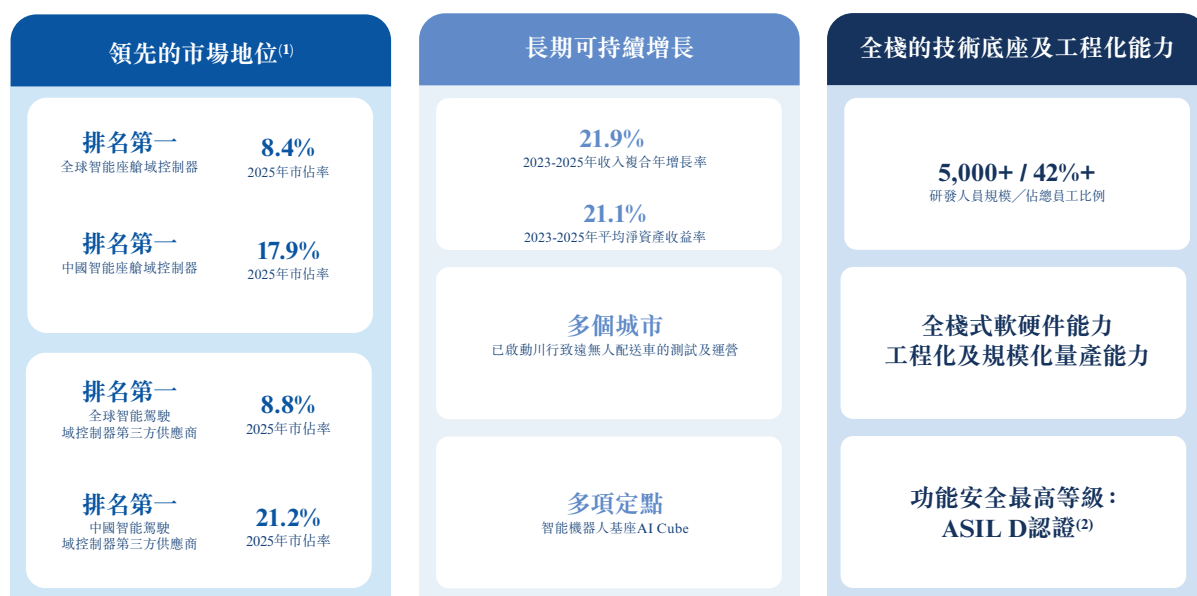 領先的市場地位(1)
排名第一
全球智能座艙域控制器
8.4%
2025年市佔率
排名第一
中國智能座艙域控制器
17.9%
2025年市佔率
排名第一
全球智能駕駛
域控制器第三方供應商
8.8%
2025年市佔率
排名第一
中國智能駕駛
域控制器第三方供應商
21.2%
2025年市佔率
長期可持續增長
21.9%
2023-2025年收入複合年增長率
21.1%
2023-2025年平均淨資產收益率
多個城市
已啟動川行致遠無人配送車的測試及運營
多項定點
智能機器人基座AI Cube
全棧的技術底座及工程化能力
5,000+ / 42%+
研發人員規模╱佔總員工比例
全棧式軟硬件能力
工程化及規模化量產能力
功能安全最高等級：
ASIL D認證(2)